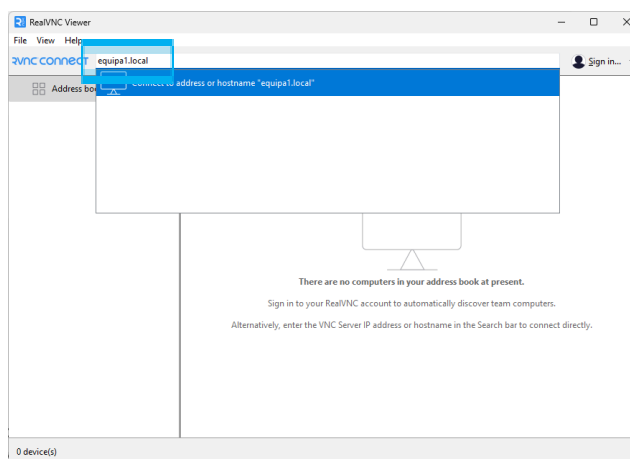 RealVNC Viewer
File View Help
RVNC CONNECT equipa1.local Sign in...
Address boo
Connect to address or hostname "equipa1.local"
There are no computers in your address book at present.
Sign in to your RealVNC account to automatically discover team computers.
Alternatively, enter the VNC Server IP address or hostname in the Search bar to connect directly.
0 device(s)